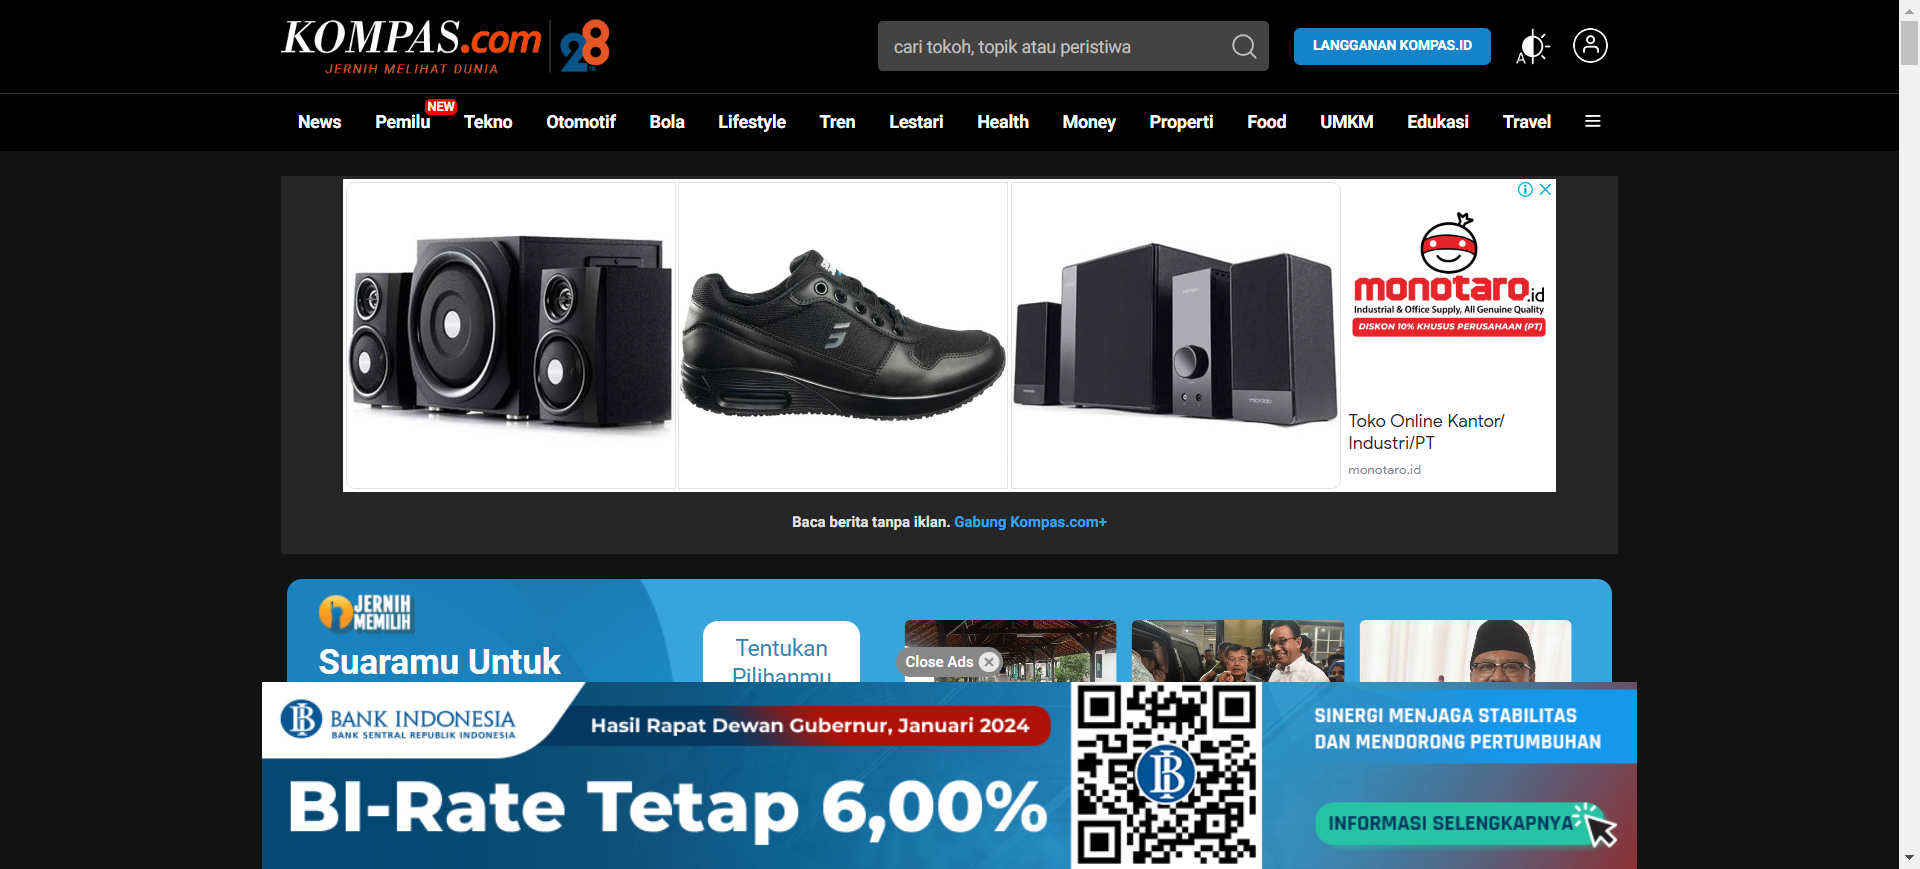 KOMPAS.com
JERNIH MELIHAT DUNIA
28
cari tokoh, topik atau peristiwa
LANGGANAN KOMPAS.ID
A
News
Pemilu
NEW
Tekno
Otomotif
Bola
Lifestyle
Tren
Lestari
Health
Money
Properti
Food
UMKM
Edukasi
Travel
monotaro.id
Industrial & Office Supply, All Genuine Quality
DISKON 10% KHUSUS PERUSAHAAN (PT)
Toko Online Kantor/
Industri/PT
monotaro.id
Baca berita tanpa iklan. Gabung Kompas.com+
JERNIH
MEMILIH
Suaramu Untuk
Tentukan
Pilihanmu
Close Ads
BANK INDONESIA
BANK SENTRAL REPUBLIK INDONESIA
Hasil Rapat Dewan Gubernur, Januari 2024
BI-Rate Tetap 6,00%
SINERGI MENJAGA STABILITAS
DAN MENDORONG PERTUMBUHAN
INFORMASI SELENGKAPNYA